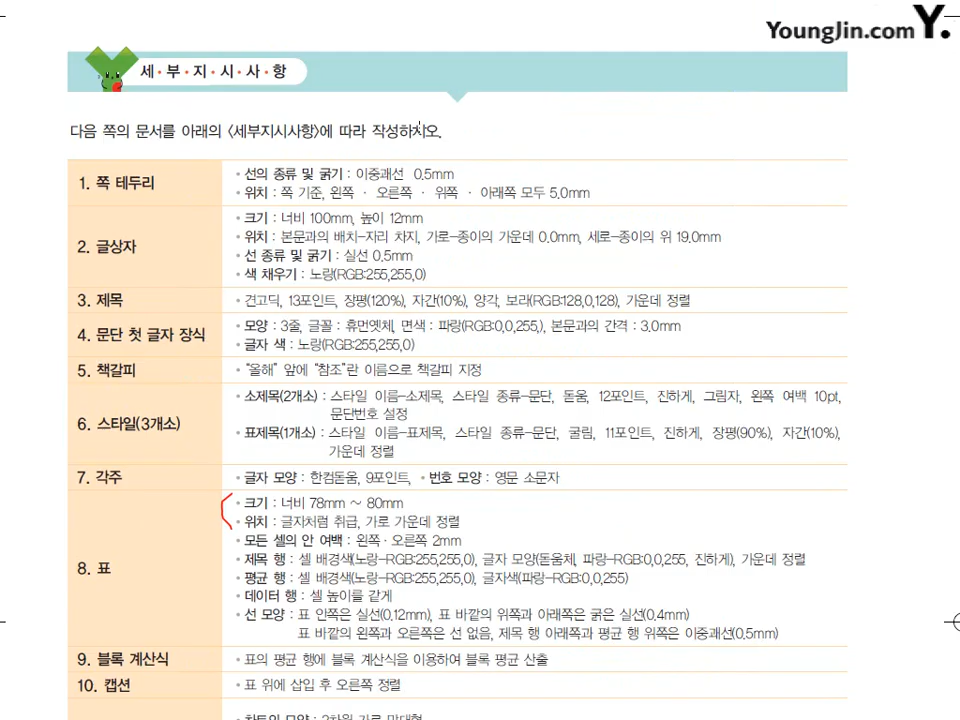 YoungJin.com Y.
세•부•지•시•사•항
다음 쪽의 문서를 아래의 <세부지시사항>에 따라 작성하시오.
1. 쪽 테두리
• 선의 종류 및 굵기 : 이중괘선 0.5mm
• 위치 : 쪽 기준, 왼쪽 · 오른쪽 · 위쪽 · 아래쪽 모두 5.0mm
2. 글상자
• 크기 : 너비 100mm, 높이 12mm
• 위치 : 본문과의 배치-자리 차지, 가로-종이의 가운데 0.0mm, 세로-종이의 위 19.0mm
• 선 종류 및 굵기 : 실선 0.5mm
• 색 채우기 : 노랑(RGB:255,255,0)
3. 제목
• 견고딕, 13포인트, 장평(120%), 자간(10%), 양각, 보라(RGB:128,0,128), 가운데 정렬
4. 문단 첫 글자 장식
• 모양 : 3줄, 글꼴 : 휴먼옛체, 면색 : 파랑(RGB:0,0,255,), 본문과의 간격 : 3.0mm
• 글자 색 : 노랑(RGB:255,255,0)
5. 책갈피
• “올해” 앞에 “참조”란 이름으로 책갈피 지정
6. 스타일(3개소)
• 소제목(2개소) : 스타일 이름-소제목, 스타일 종류-문단, 돋움, 12포인트, 진하게, 그림자, 왼쪽 여백 10pt,
문단번호 설정
• 표제목(1개소) : 스타일 이름-표제목, 스타일 종류-문단, 굴림, 11포인트, 진하게, 장평(90%), 자간(10%),
가운데 정렬
7. 각주
• 글자 모양 : 한컴돋움, 9포인트, • 번호 모양 : 영문 소문자
8. 표
• 크기 : 너비 78mm ~ 80mm
• 위치 : 글자처럼 취급, 가로 가운데 정렬
• 모든 셀의 안 여백 : 왼쪽·오른쪽 2mm
• 제목 행 : 셀 배경색(노랑-RGB:255,255,0), 글자 모양(돋움체, 파랑-RGB:0,0,255, 진하게), 가운데 정렬
• 평균 행 : 셀 배경색(노랑-RGB:255,255,0), 글자색(파랑-RGB:0,0,255)
• 데이터 행 : 셀 높이를 같게
• 선 모양 : 표 안쪽은 실선(0.12mm), 표 바깥의 위쪽과 아래쪽은 굵은 실선(0.4mm)
표 바깥의 왼쪽과 오른쪽은 선 없음, 제목 행 아래쪽과 평균 행 위쪽은 이중괘선(0.5mm)
9. 블록 계산식
• 표의 평균 행에 블록 계산식을 이용하여 블록 평균 산출
10. 캡션
• 표 위에 삽입 후 오른쪽 정렬